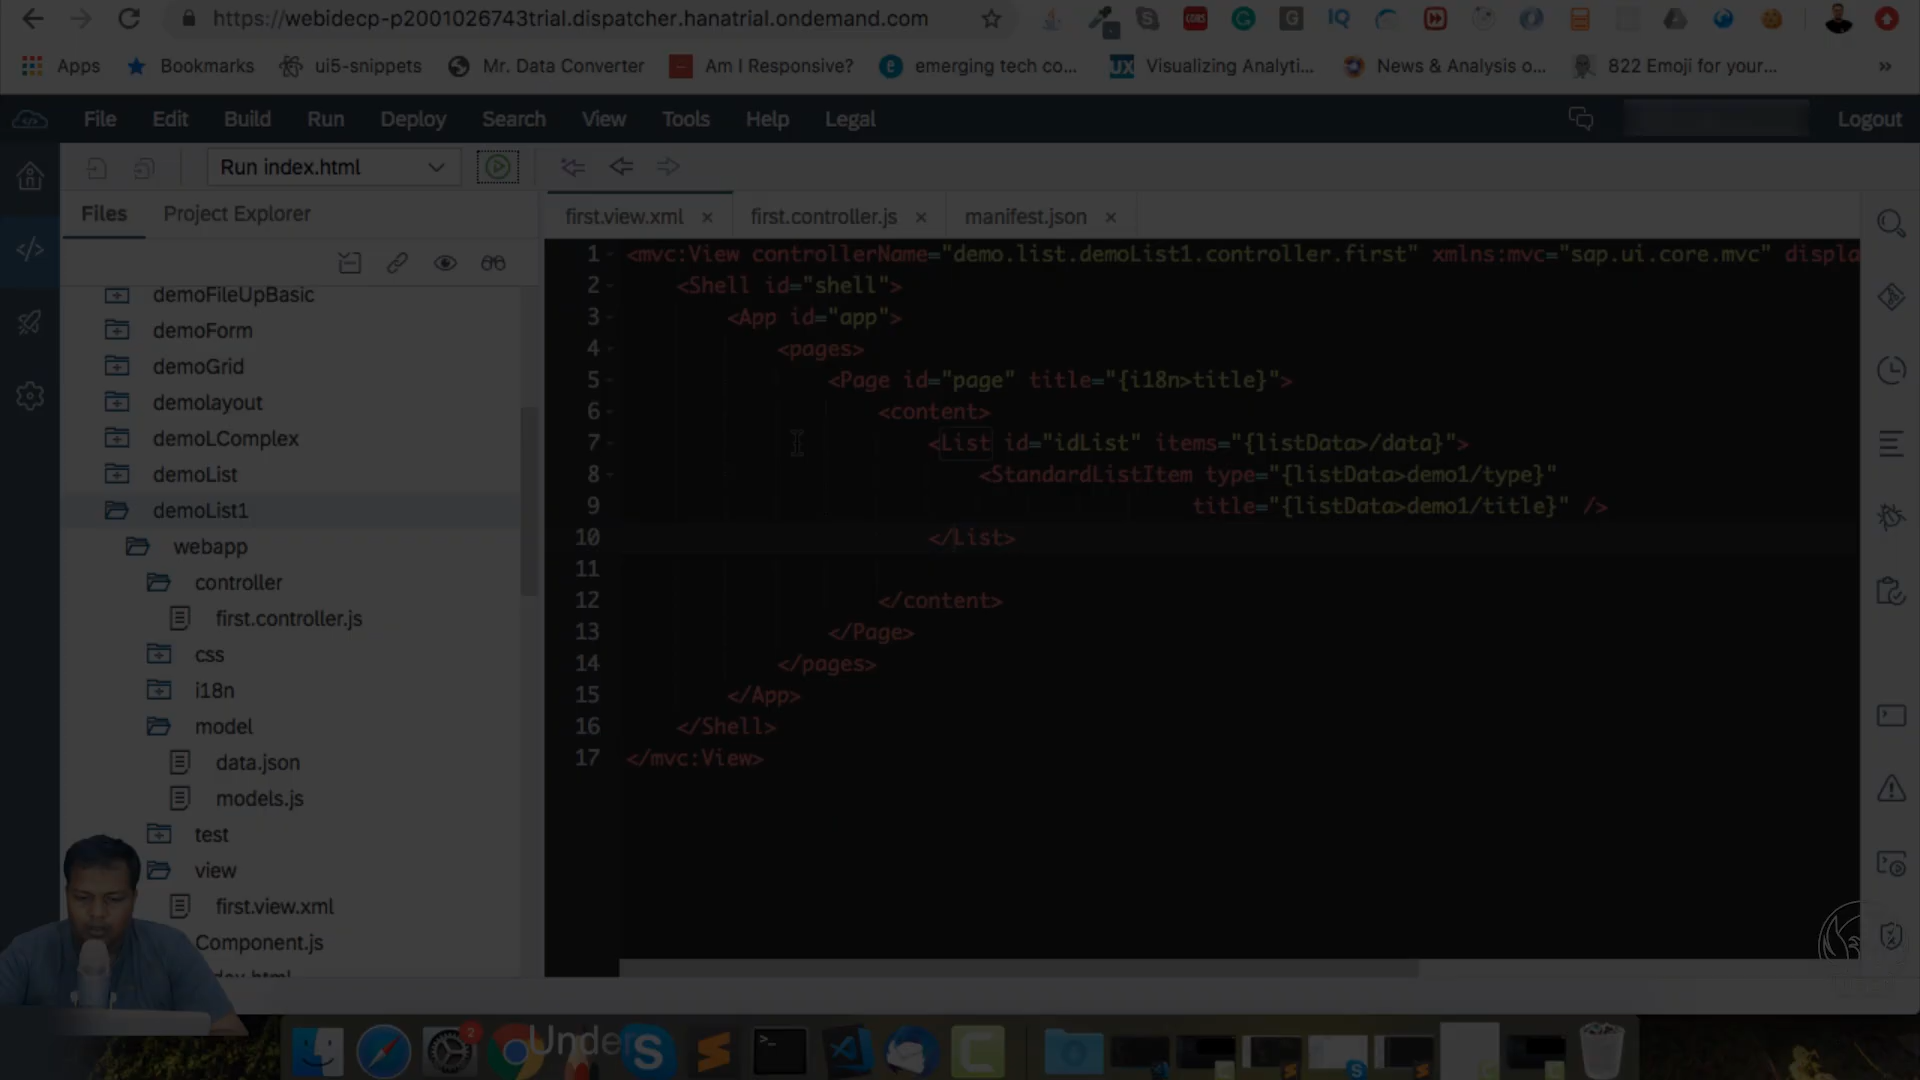 https://webidecp-p2001026743trial.dispatcher.hanatrial.ondemand.com
Apps Bookmarks ui5-snippets Mr. Data Converter Am I Responsive? emerging tech co... UX Visualizing Analyti... News & Analysis o... 822 Emoji for your... »
File Edit Build Run Deploy Search View Tools Help Legal Logout
Run index.html
Files Project Explorer
first.view.xml × first.controller.js × manifest.json ×
demoFileUpBasic
demoForm
demoGrid
demolayout
demoLComplex
demoList
demoList1
webapp
controller
first.controller.js
css
i18n
model
data.json
models.js
test
view
first.view.xml
Component.js
1 <mvc:View controllerName="demo.list.demoList1.controller.first" xmlns:mvc="sap.ui.core.mvc" displa
2 <Shell id="shell">
3 <App id="app">
4 <pages>
5 <Page id="page" title="{i18n>title}">
6 <content>
7 <List id="idList" items="{listData>/data}">
8 <StandardListItem type="{listData>demo1/type}"
9 title="{listData>demo1/title}" />
10 </List>
11
12 </content>
13 </Page>
14 </pages>
15 </App>
16 </Shell>
17 </mvc:View>
2
Under